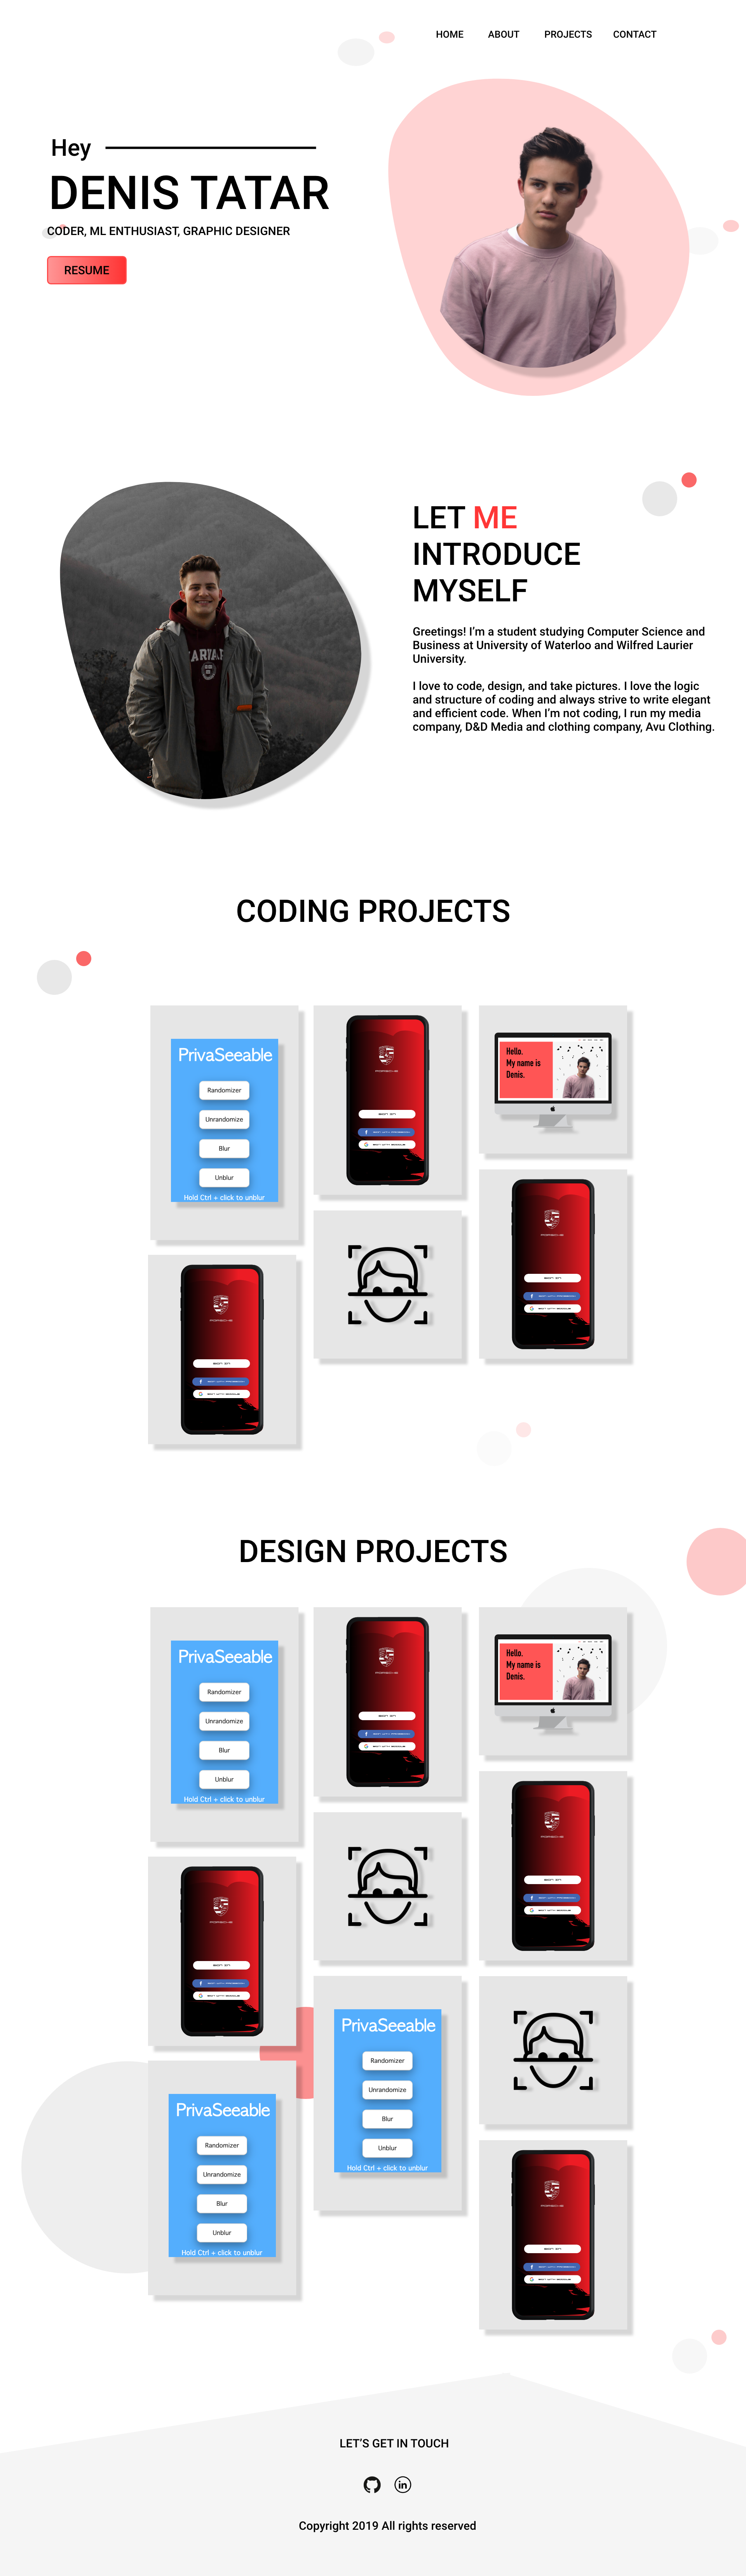 HOME ABOUT PROJECTS CONTACT
Hey
DENIS TATAR
CODER, ML ENTHUSIAST, GRAPHIC DESIGNER
RESUME
LET ME
INTRODUCE
MYSELF
Greetings! I'm a student studying Computer Science and
Business at University of Waterloo and Wilfred Laurier
University.
I love to code, design, and take pictures. I love the logic
and structure of coding and always strive to write elegant
and efficient code. When I'm not coding, I run my media
company, D&D Media and clothing company, Avu Clothing.
CODING PROJECTS
PrivaSeeable
Randomizer
Unrandomize
Blur
Unblur
Hold Ctrl + click to unblur
Hello.
My name is
Denis.
DESIGN PROJECTS
PrivaSeeable
Randomizer
Unrandomize
Blur
Unblur
Hold Ctrl + click to unblur
Hello.
My name is
Denis.
PrivaSeeable
Randomizer
Unrandomize
Blur
Unblur
Hold Ctrl + click to unblur
PrivaSeeable
Randomizer
Unrandomize
Blur
Unblur
Hold Ctrl + click to unblur
LET'S GET IN TOUCH
in
Copyright 2019 All rights reserved